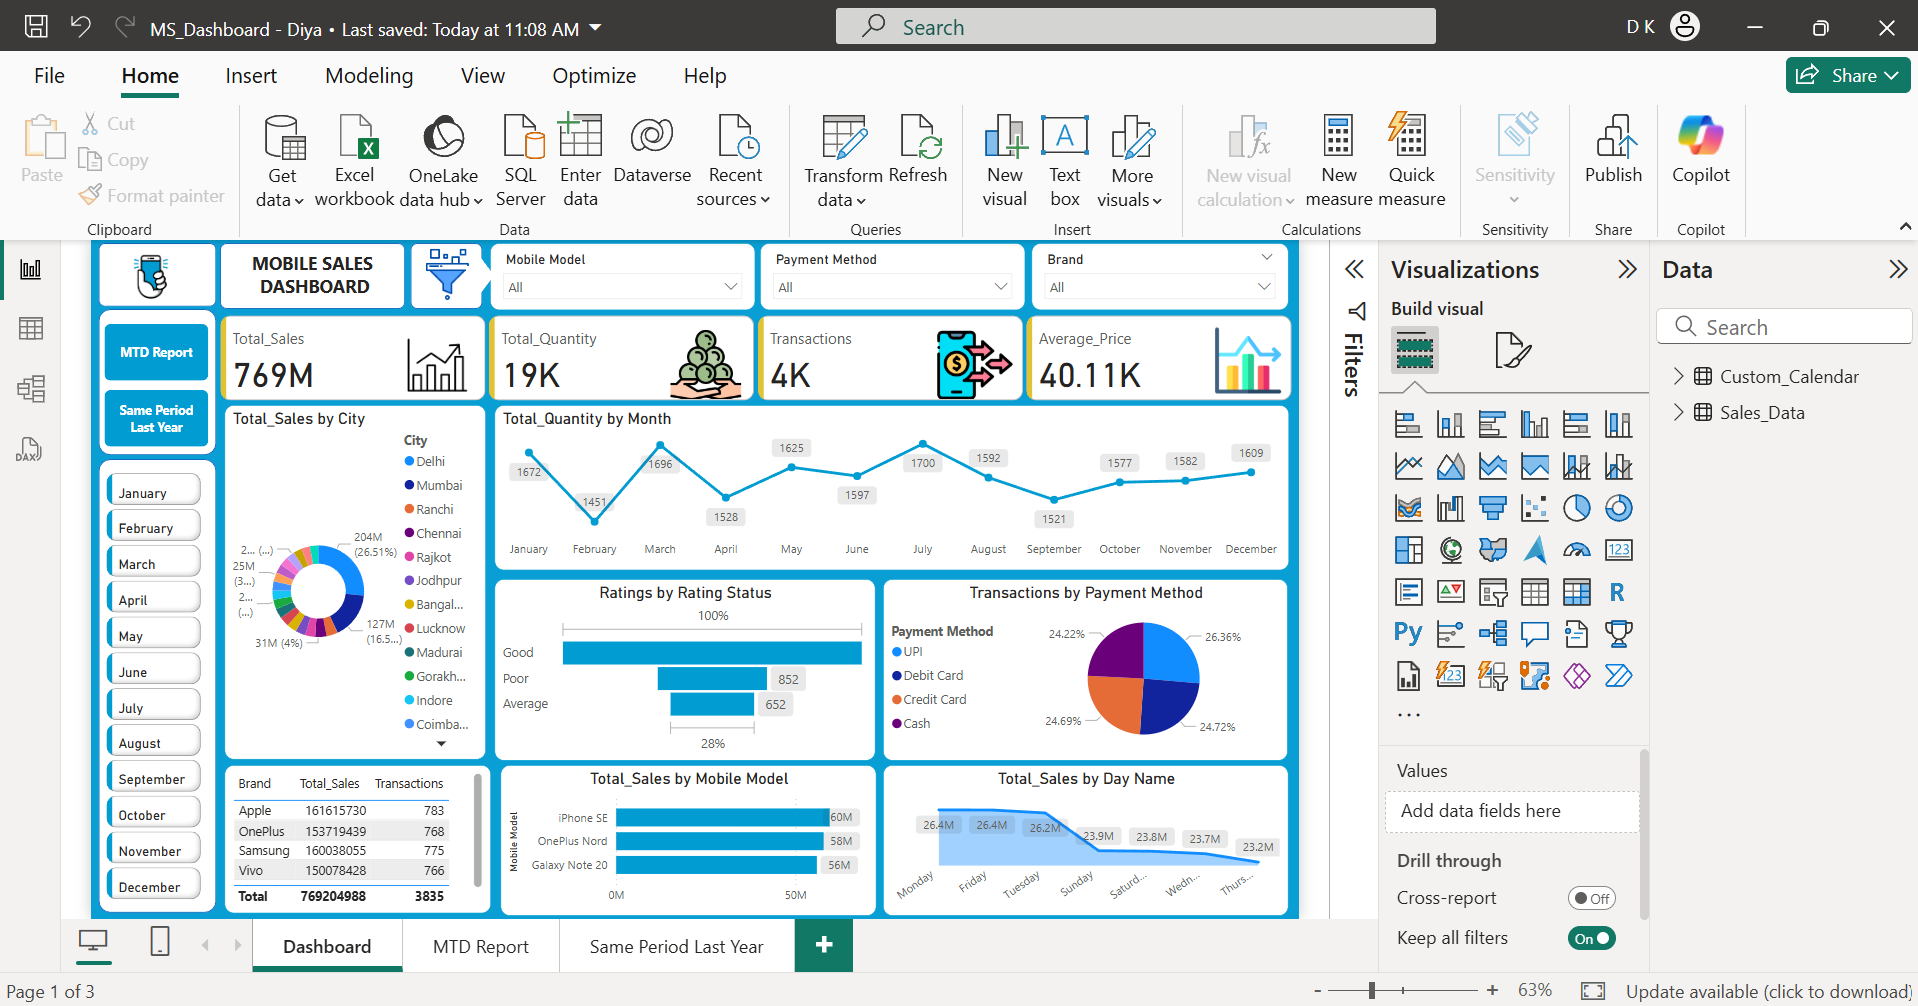 MS_Dashboard - Diya • Last saved: Today at 11:08 AM
Search
D K
File
Home
Insert
Modeling
View
Optimize
Help
Share
Paste
Cut
Copy
Format painter
Clipboard
Get
data
Excel
workbook
OneLake
data hub
SQL
Server
Enter
data
Dataverse
Recent
sources
Data
Transform
data
Refresh
Queries
New
visual
Text
box
More
visuals
Insert
New visual
calculation
New
measure
Quick
measure
Calculations
Sensitivity
Sensitivity
Publish
Share
Copilot
Copilot
MOBILE SALES
DASHBOARD
Mobile Model
All
Payment Method
All
Brand
All
MTD Report
Same Period
Last Year
January
February
March
April
May
June
July
August
September
October
November
December
Total_Sales
769M
Total_Quantity
19K
Transactions
4K
Average_Price
40.11K
Total_Sales by City
City
Delhi
Mumbai
Ranchi
Chennai
Rajkot
Jodhpur
Bangal...
Lucknow
Madurai
Gorakh...
Indore
Coimba...
204M
(26.51%)
127M
(16.5...)
31M (4%)
2...
(...)
25M
(3...)
2... (...)
Total_Quantity by Month
1672
1451
1696
1528
1625
1597
1700
1592
1521
1577
1582
1609
January
February
March
April
May
June
July
August
September
October
November
December
Ratings by Rating Status
100%
Good
Poor
852
Average
652
28%
Transactions by Payment Method
Payment Method
UPI
Debit Card
Credit Card
Cash
24.22%
26.36%
24.69%
24.72%
Brand Total_Sales Transactions
Apple 161615730 783
OnePlus 153719439 768
Samsung 160038055 775
Vivo 150078428 766
Total 769204988 3835
Total_Sales by Mobile Model
Mobile Model
iPhone SE
60M
OnePlus Nord
58M
Galaxy Note 20
56M
0M
50M
Total_Sales by Day Name
26.4M
26.4M
26.2M
23.9M
23.8M
23.7M
23.2M
Monday
Friday
Tuesday
Sunday
Saturd...
Wedn...
Thurs...
Filters
Visualizations
Build visual
123
R
Py
123
Values
Add data fields here
Drill through
Cross-report
Off
Keep all filters
On
Data
Search
Custom_Calendar
Sales_Data
DAX
Dashboard
MTD Report
Same Period Last Year
Page 1 of 3
63%
Update available (click to download)